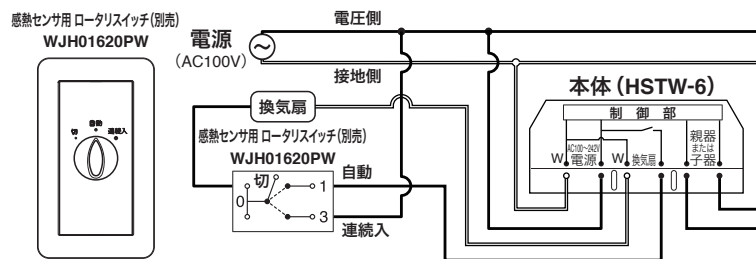 感熱センサ用 ロータリスイッチ(別売)
WJH01620PW
切
自動
連続入
電源
(AC100V)
電圧側
接地側
換気扇
感熱センサ用 ロータリスイッチ(別売)
WJH01620PW
切
0
1
3
自動
連続入
本体(HSTW-6)
制御部
AC100~242V
W 電源
W 換気扇
親器
または
子器